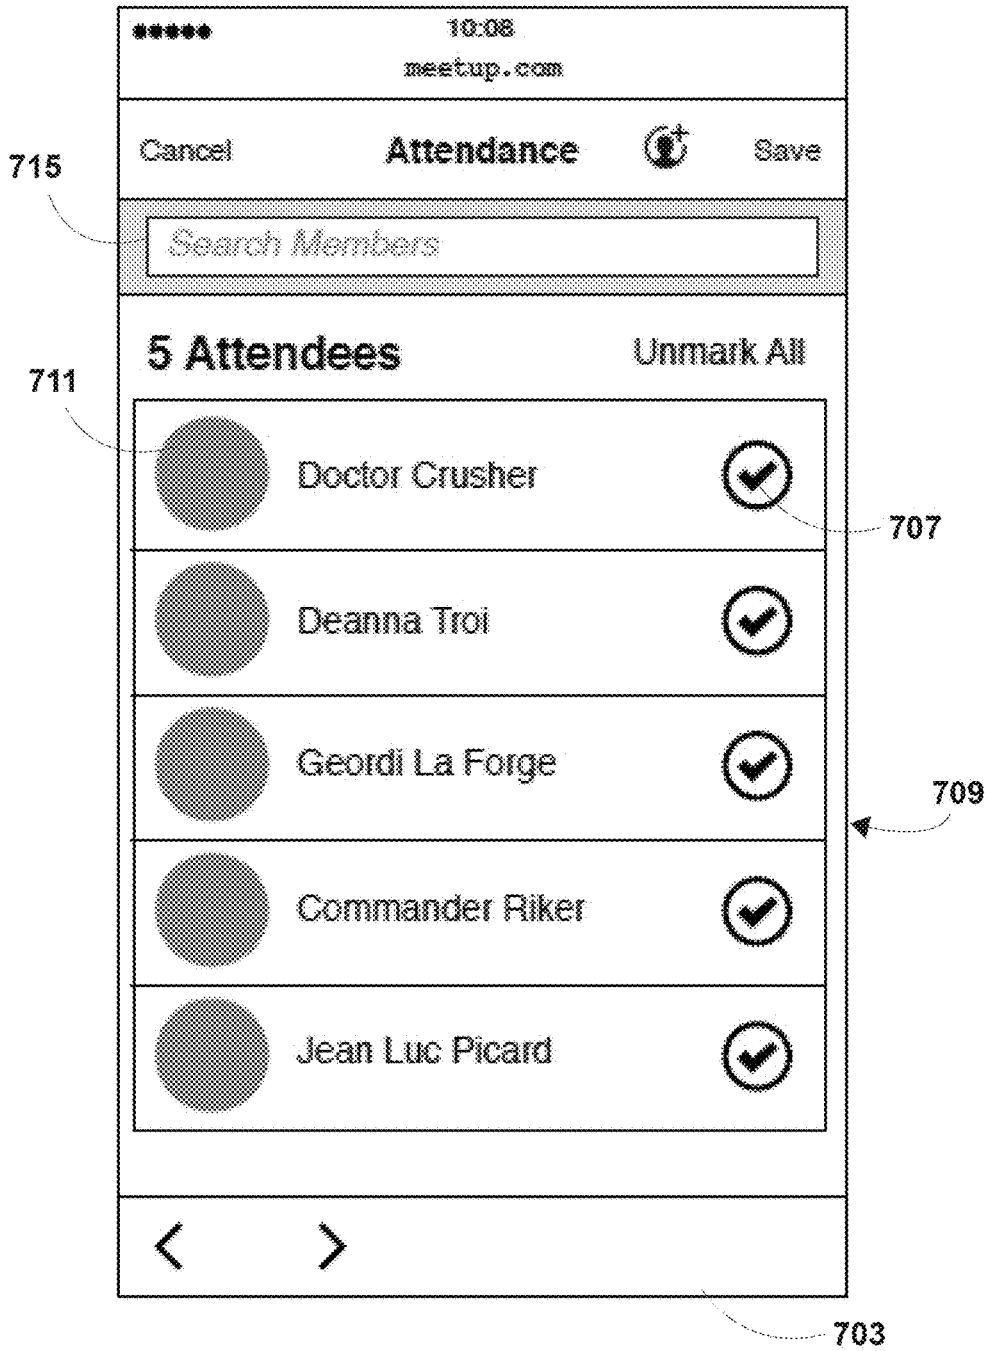 10:08
meetup.com
Cancel Attendance Save
715
Search Members
5 Attendees Unmark All
711
Doctor Crusher
707
Deanna Troi
Geordi La Forge
709
Commander Riker
Jean Luc Picard
703